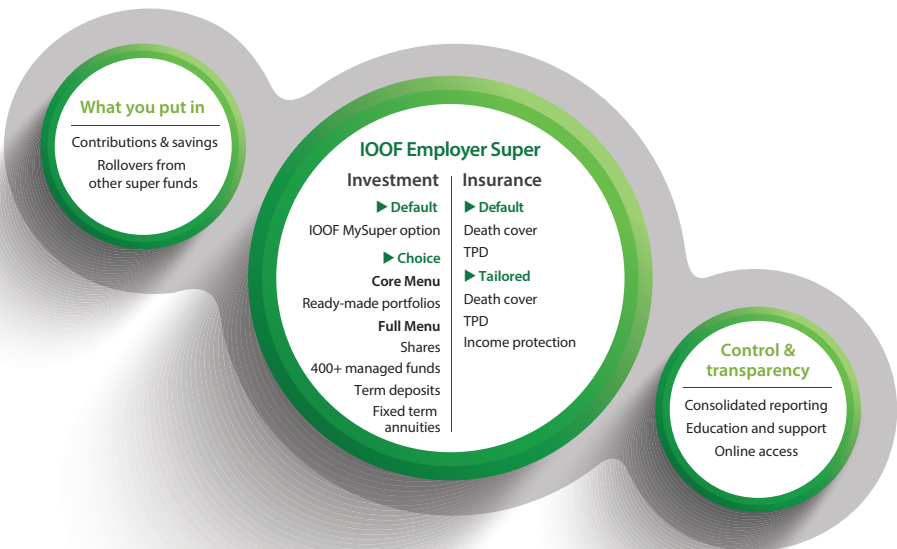 What you put in
Contributions & savings
Rollovers from
other super funds
IOOF Employer Super
Investment
▶ Default
IOOF MySuper option
▶ Choice
Core Menu
Ready-made portfolios
Full Menu
Shares
400+ managed funds
Term deposits
Fixed term
annuities
Insurance
▶ Default
Death cover
TPD
▶ Tailored
Death cover
TPD
Income protection
Control &
transparency
Consolidated reporting
Education and support
Online access